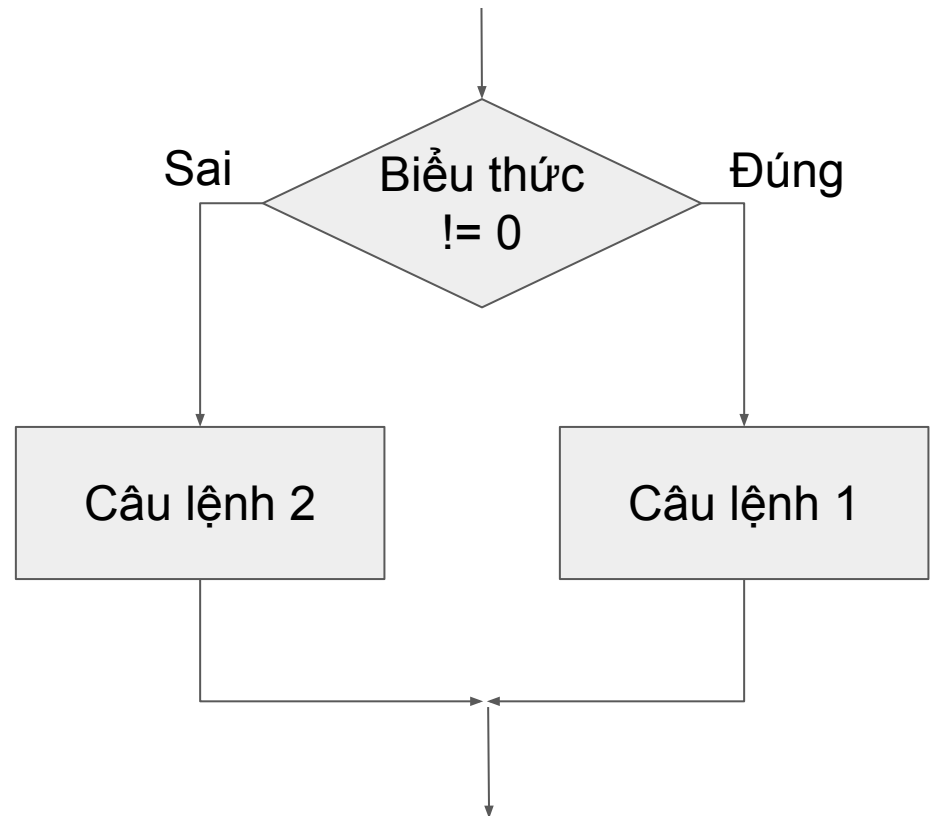 Sai
Biểu thức
!= 0
Đúng
Câu lệnh 2
Câu lệnh 1